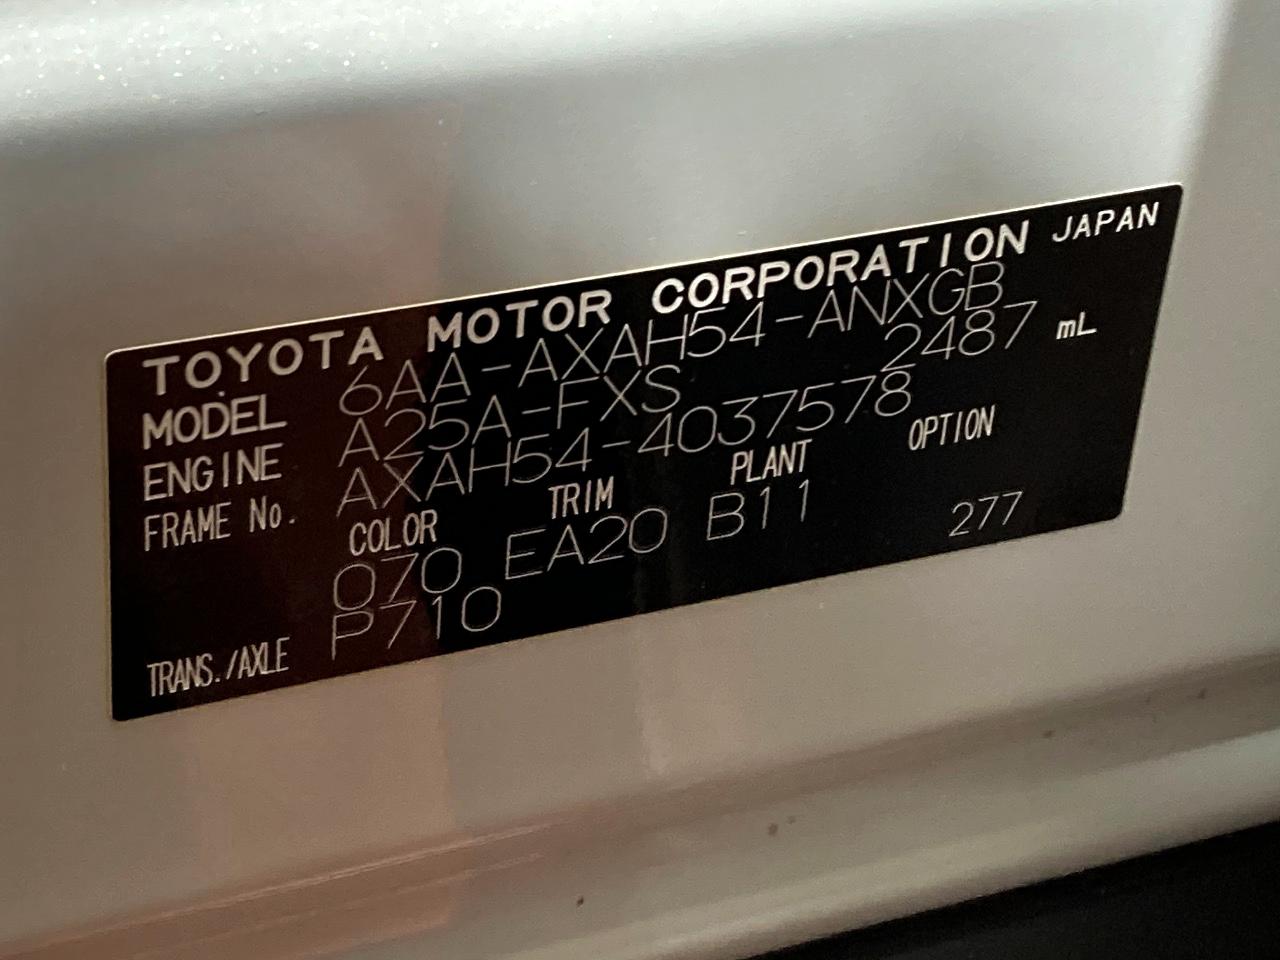 TOYOTA MOTOR CORPORATION JAPAN
MODEL 6AA-AXAH54-ANXGB
ENGINE A25A-FXS 2487 mL
FRAME No. AXAH54-4037578
COLOR TRIM PLANT OPTION
070 EA20 B11 277
TRANS./AXLE P710